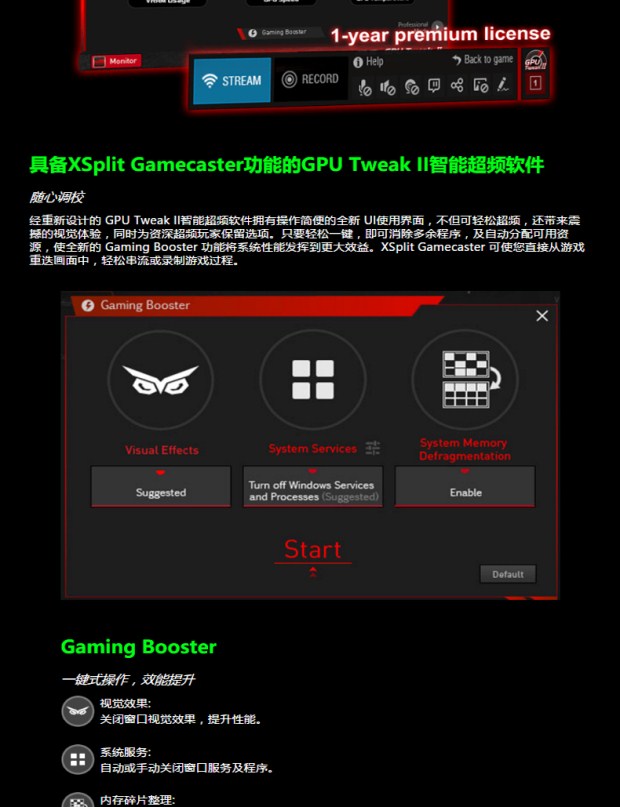 VRAM Usage
GPU Speed
GPU Temperature
Professional
Gaming Booster
1-year premium license
Monitor
GPU Tweak II
STREAM
RECORD
Help
Back to game
GPU
Tweak II
1
具备XSplit Gamecaster功能的GPU Tweak II智能超频软件
随心调校
经重新设计的 GPU Tweak II智能超频软件拥有操作简便的全新 UI使用界面，不但可轻松超频，还带来震
撼的视觉体验，同时为资深超频玩家保留选项。只要轻松一键，即可消除多余程序，及自动分配可用资
源，使全新的 Gaming Booster 功能将系统性能发挥到更大效益。XSplit Gamecaster 可使您直接从游戏
重迭画面中，轻松串流或录制游戏过程。
Gaming Booster
Visual Effects
System Services
System Memory
Defragmentation
Suggested
Turn off Windows Services
and Processes (Suggested)
Enable
Start
Default
Gaming Booster
一键式操作，效能提升
视觉效果:
关闭窗口视觉效果，提升性能。
系统服务:
自动或手动关闭窗口服务及程序。
内存碎片整理: